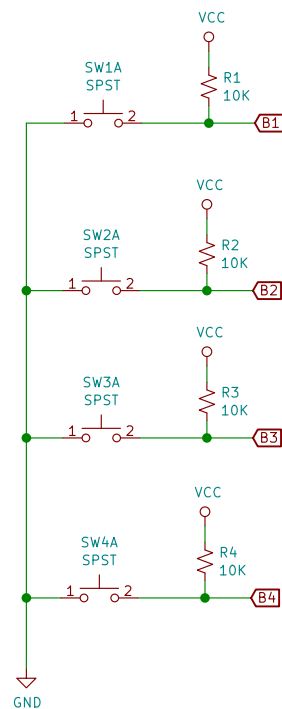 VCC
SW1A
SPST
R1
10K
1 2
B1
VCC
SW2A
SPST
R2
10K
1 2
B2
VCC
SW3A
SPST
R3
10K
1 2
B3
VCC
SW4A
SPST
R4
10K
1 2
B4
GND